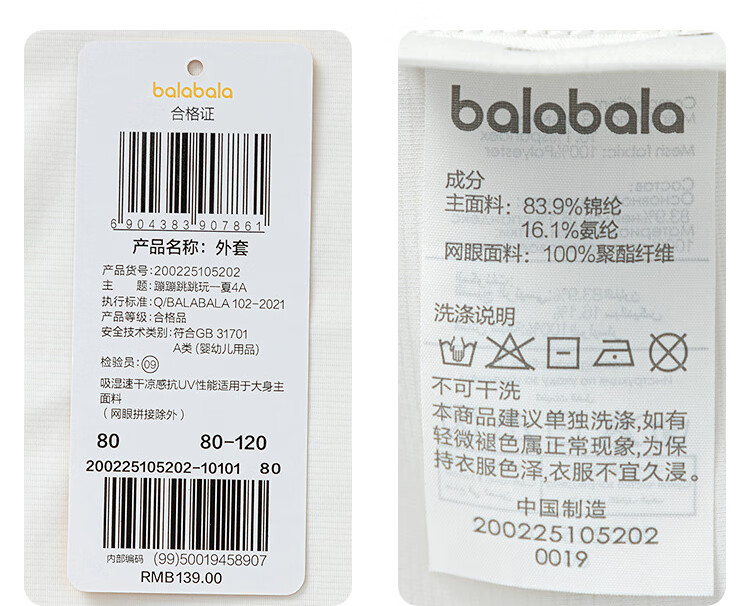 balabala
合格证
6904383907861
产品名称：外套
产品货号:200225105202
主　　题:蹦蹦跳跳玩一夏4A
执行标准:Q/BALABALA 102-2021
产品等级:合格品
安全技术类别:符合GB 31701
A类 (婴幼儿用品)
检验员:09
吸湿速干凉感抗UV性能适用于大身主
面料
（网眼拼接除外）
80 80-120
200225105202-10101 80
内部编码 (99)50019458907
RMB139.00
balabala
成分
主面料：83.9%锦纶
16.1%氨纶
网眼面料：100%聚酯纤维
洗涤说明
不可干洗
本商品建议单独洗涤,如有
轻微褪色属正常现象,为保
持衣服色泽,衣服不宜久浸。
中国制造
200225105202
0019